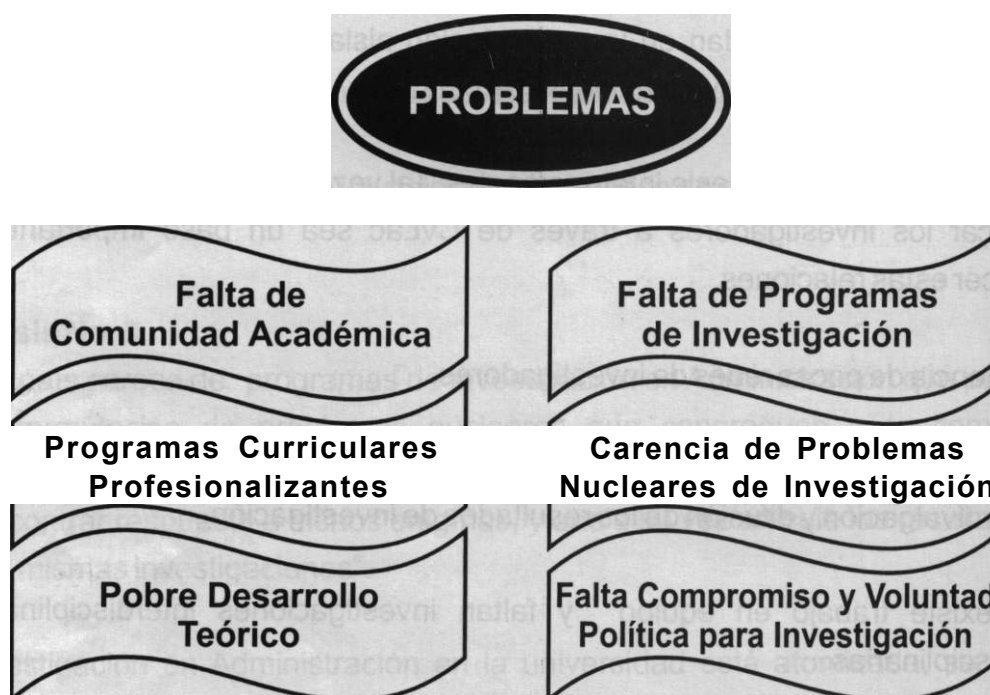 PROBLEMAS
Falta de
Comunidad Académica
Falta de Programas
de Investigación
Programas Curriculares
Profesionalizantes
Carencia de Problemas
Nucleares de Investigación
Pobre Desarrollo
Teórico
Falta Compromiso y Voluntad
Política para Investigación